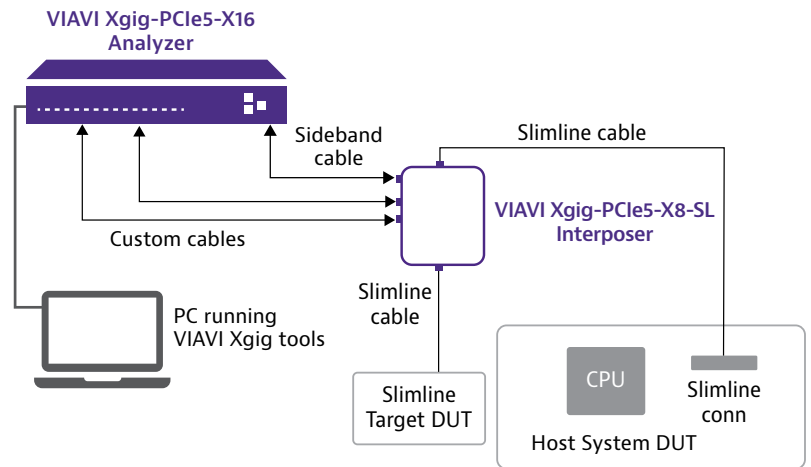 VIAVI Xgig-PCIe5-X16
Analyzer
Sideband
cable
Slimline cable
Custom cables
VIAVI Xgig-PCIe5-X8-SL
Interposer
Slimline
cable
PC running
VIAVI Xgig tools
CPU
Slimline
conn
Slimline
Target DUT
Host System DUT